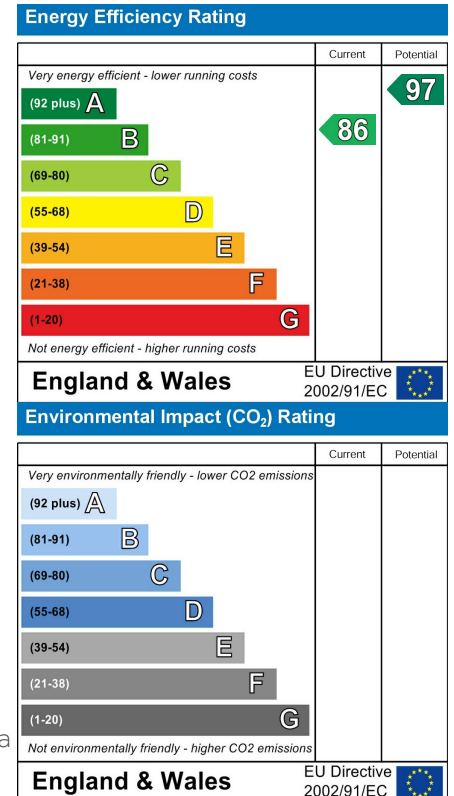 Energy Efficiency Rating
Current Potential
Very energy efficient - lower running costs
(92 plus) A
97
(81-91) B
86
(69-80) C
(55-68) D
(39-54) E
(21-38) F
(1-20) G
Not energy efficient - higher running costs
England & Wales
EU Directive
2002/91/EC
Environmental Impact (CO₂) Rating
Current Potential
Very environmentally friendly - lower CO2 emissions
(92 plus) A
(81-91) B
(69-80) C
(55-68) D
(39-54) E
(21-38) F
(1-20) G
a
Not environmentally friendly - higher CO2 emissions
England & Wales
EU Directive
2002/91/EC